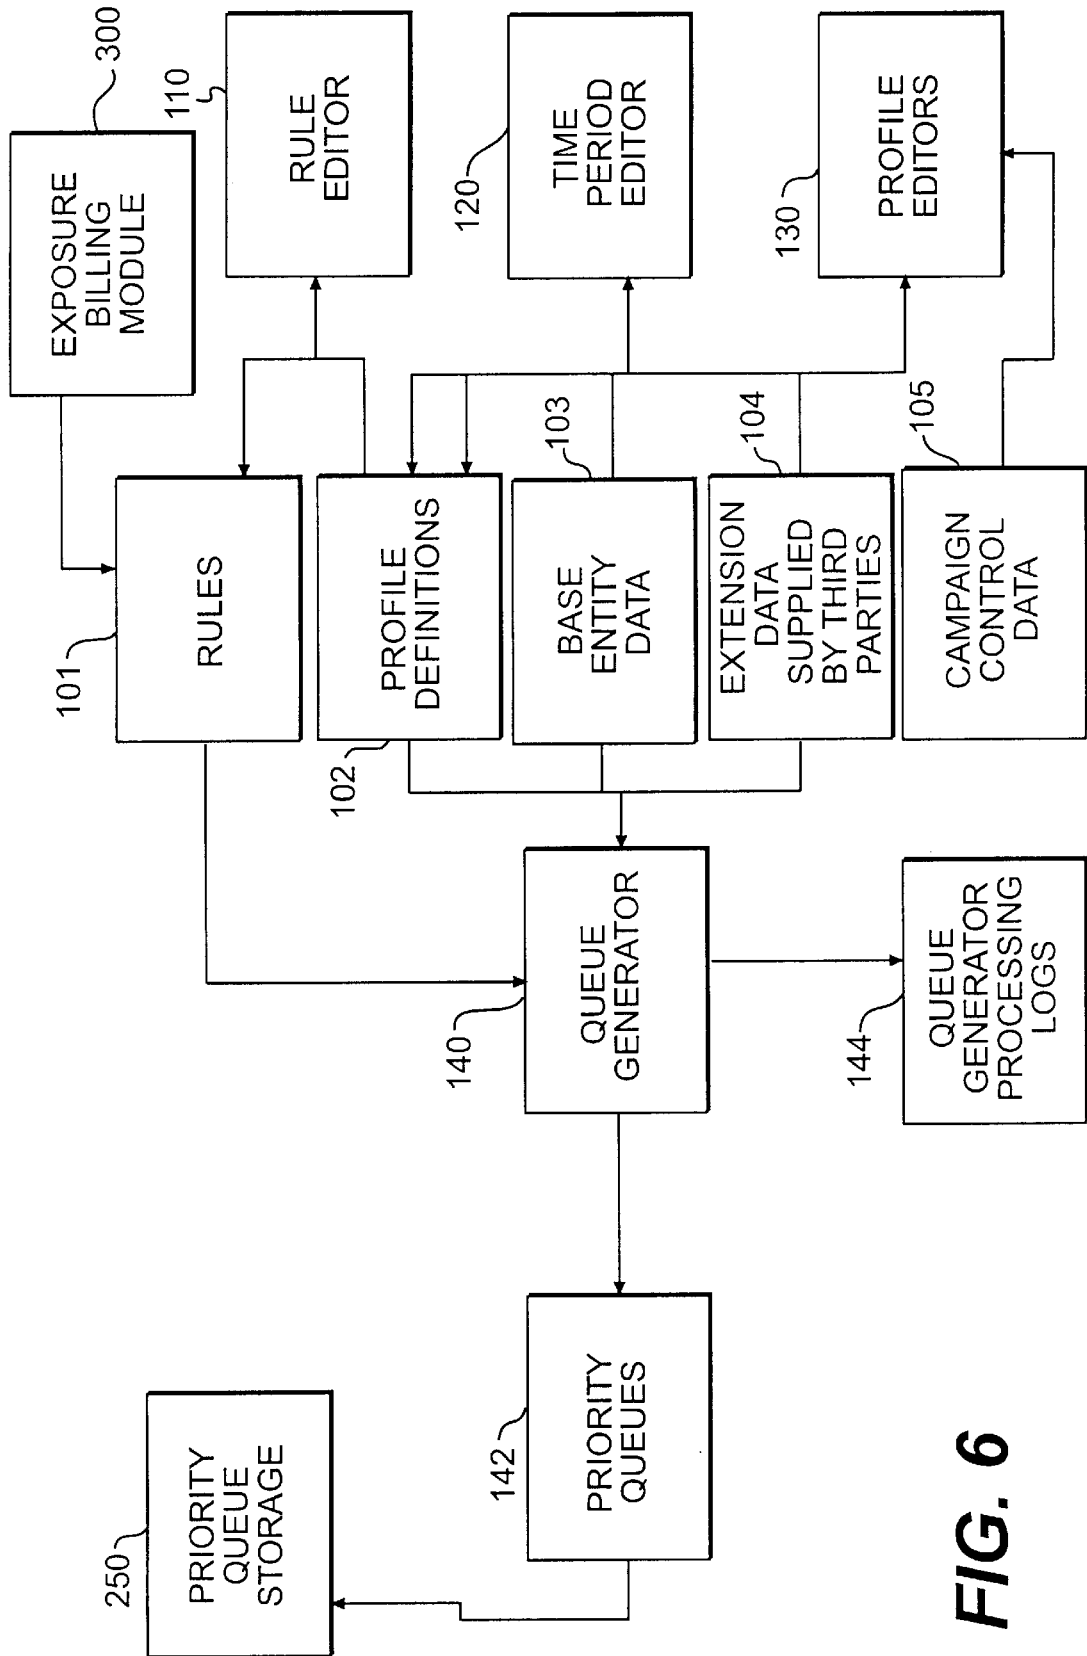 300
EXPOSURE
BILLING
MODULE
110
RULE
EDITOR
120
TIME
PERIOD
EDITOR
130
PROFILE
EDITORS
101
RULES
102
PROFILE
DEFINITIONS
103
BASE
ENTITY
DATA
104
EXTENSION
DATA
SUPPLIED
BY THIRD
PARTIES
105
CAMPAIGN
CONTROL
DATA
140
QUEUE
GENERATOR
144
QUEUE
GENERATOR
PROCESSING
LOGS
250
PRIORITY
QUEUE
STORAGE
142
PRIORITY
QUEUES
FIG. 6